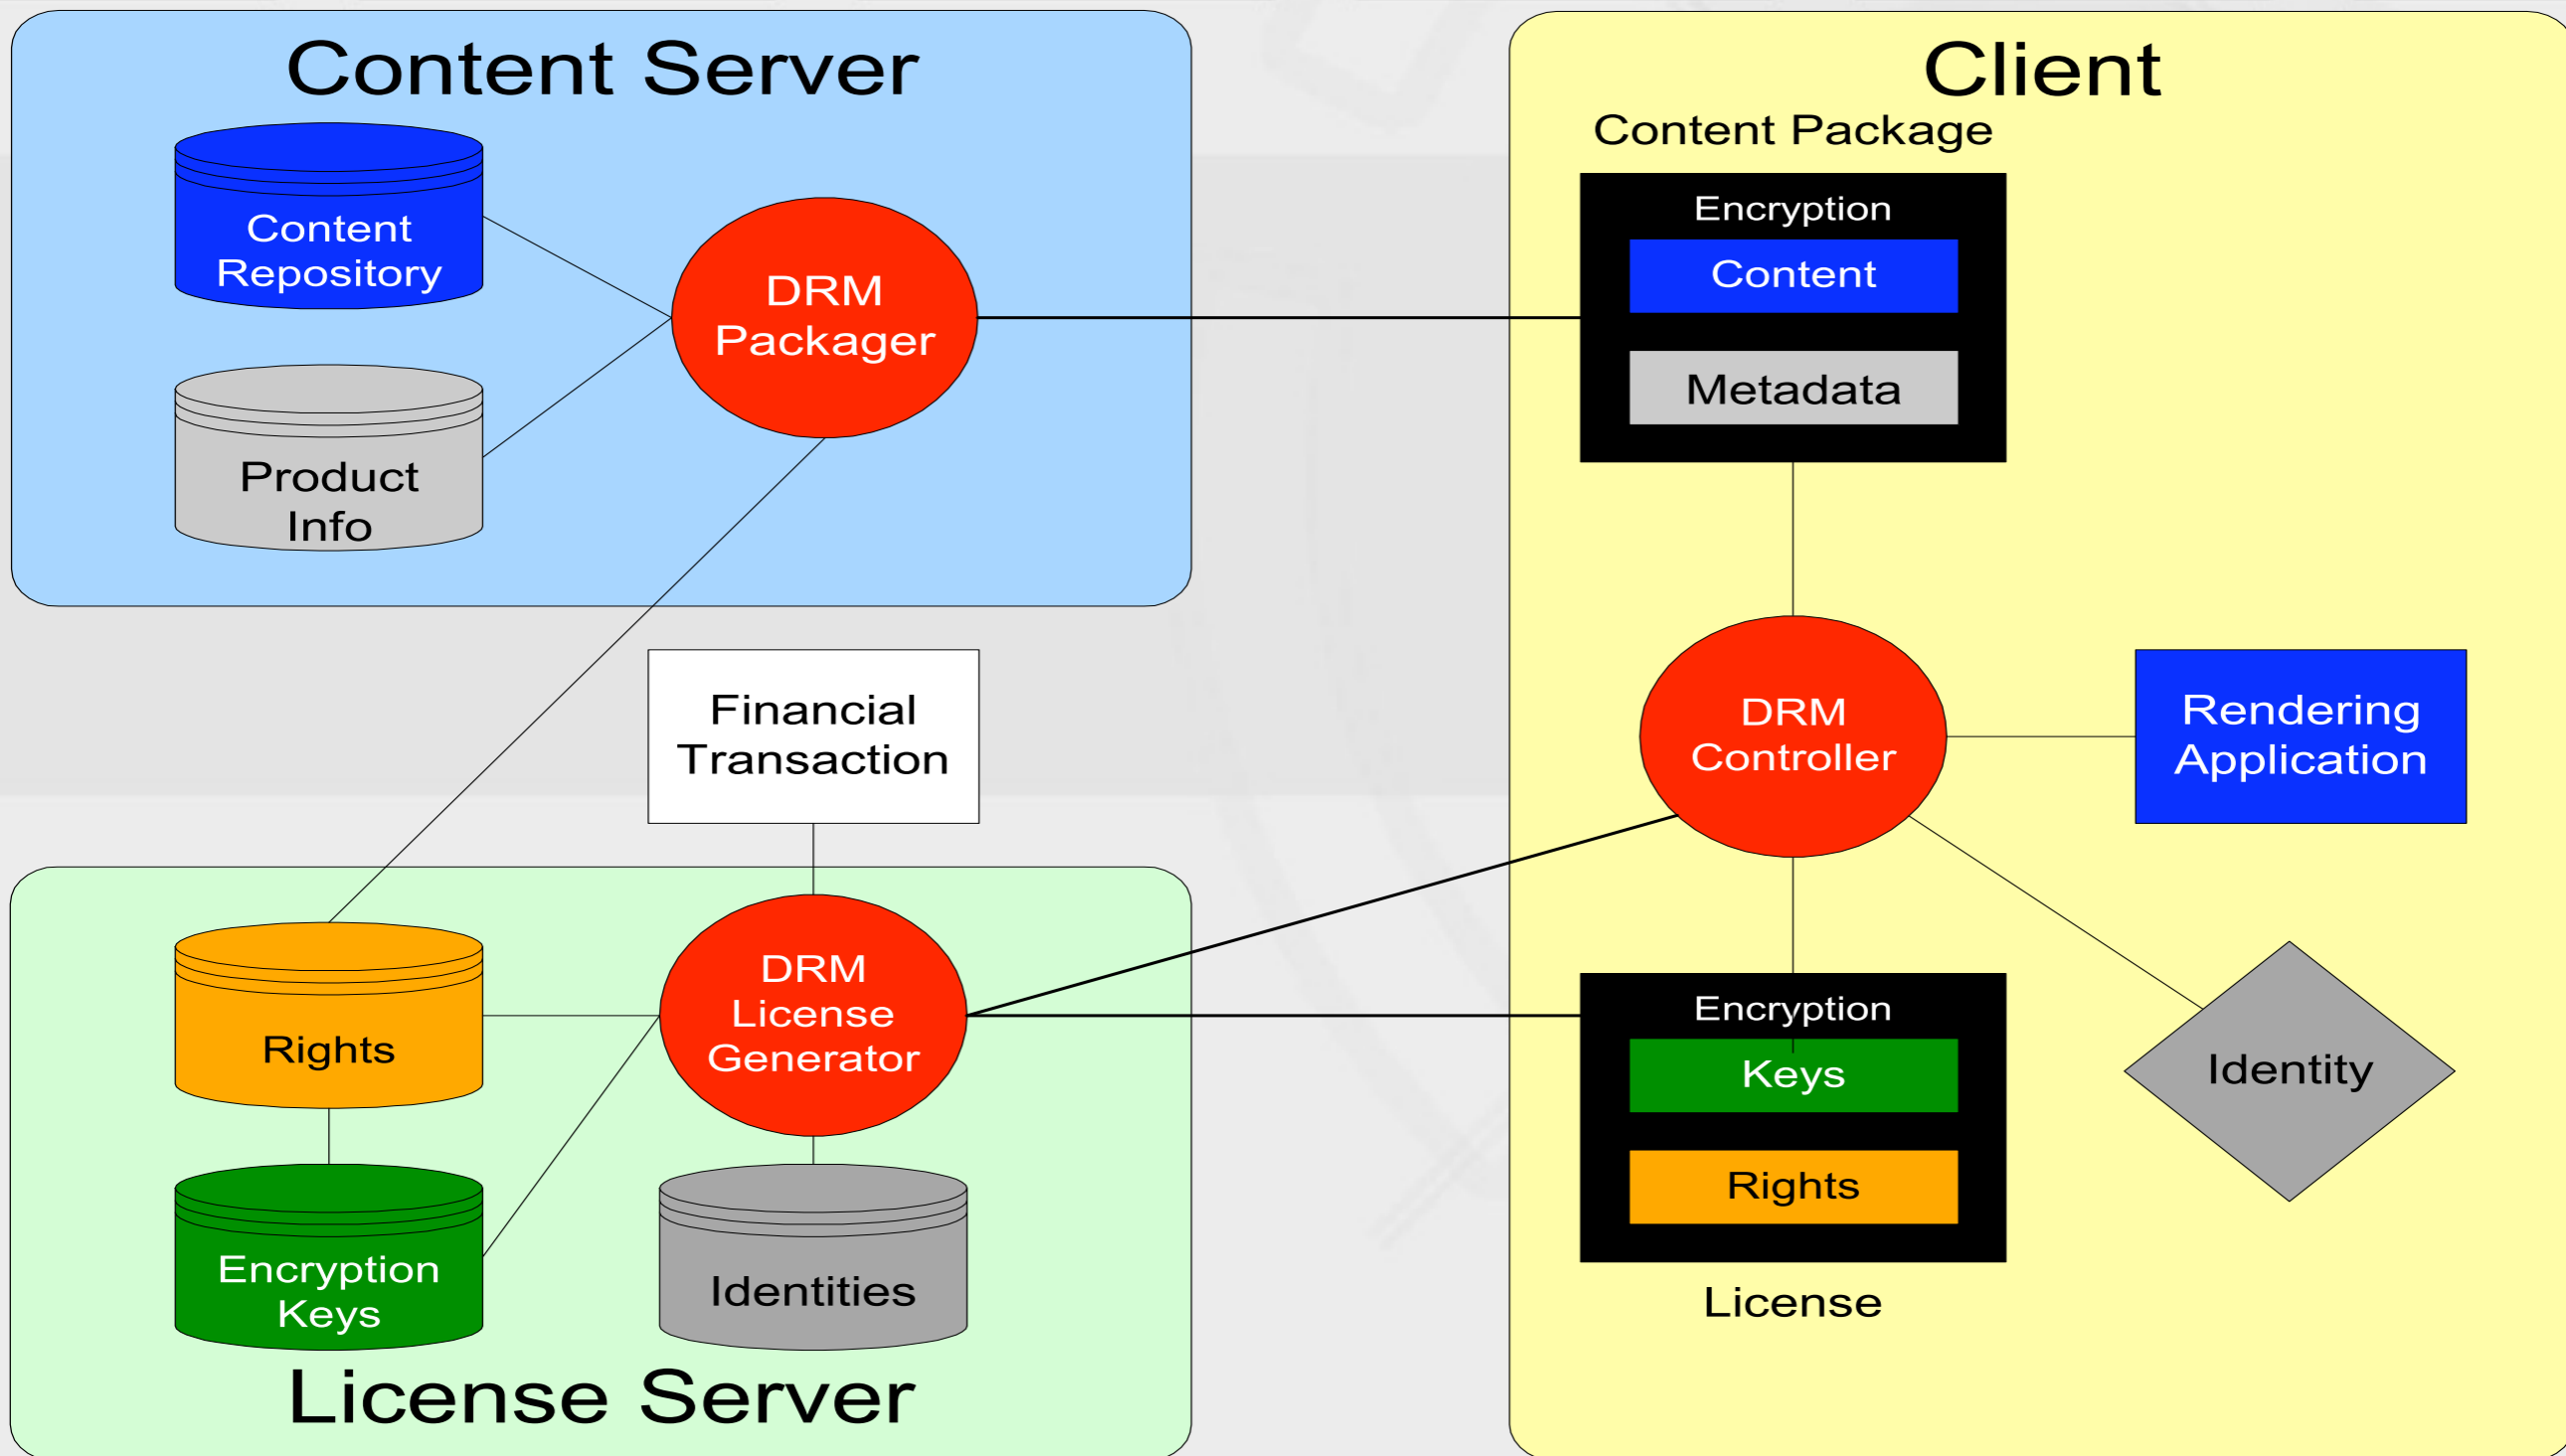 Content Server
Content
Repository
Product
Info
DRM
Packager
Financial
Transaction
Rights
Encryption
Keys
DRM
License
Generator
Identities
License Server
Client
Content Package
Encryption
Content
Metadata
DRM
Controller
Rendering
Application
Encryption
Keys
Rights
License
Identity